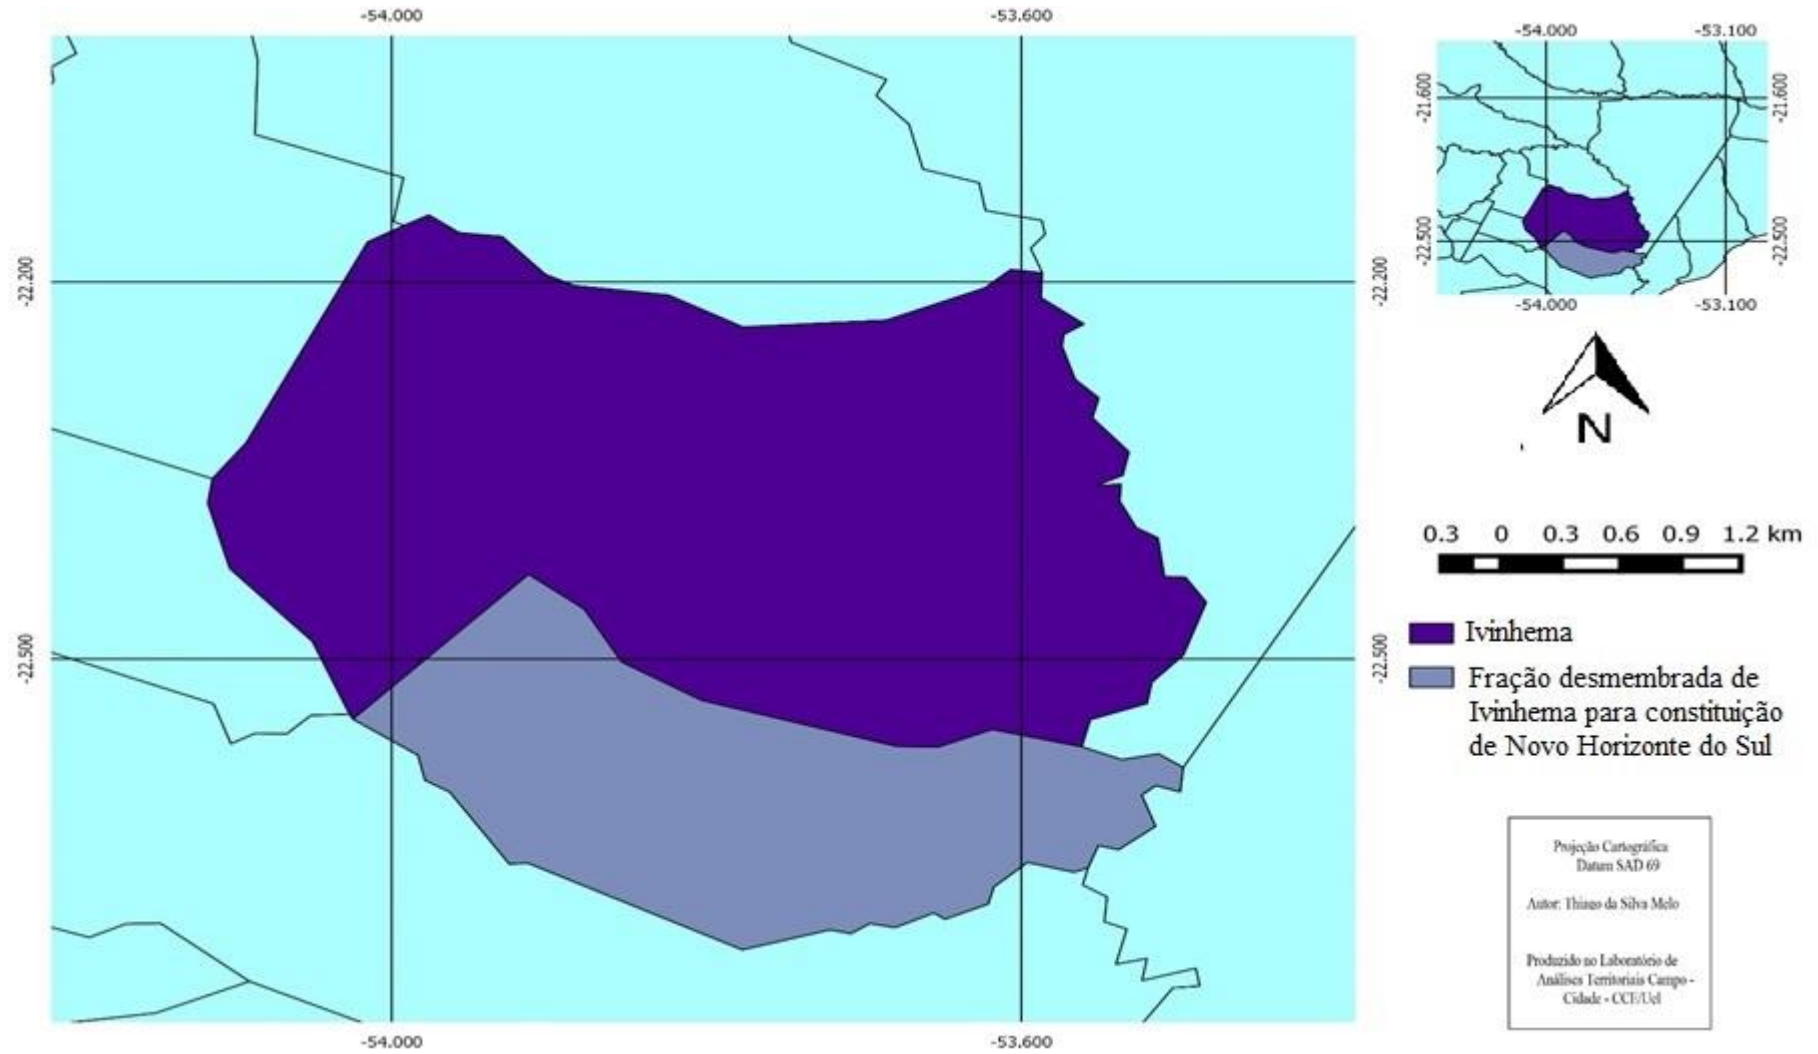 -54.000
-53.600
-22.200
-22.200
-22.500
-22.500
-54.000
-53.600
-54.000
-53.100
-21.600
-21.600
-22.500
-22.500
-54.000
-53.100
N
0.3 0 0.3 0.6 0.9 1.2 km
Ivinhema
Fração desmembrada de
Ivinhema para constituição
de Novo Horizonte do Sul
Projeção Cartográfica
Datum SAD 69
Autor: Thiago da Silva Melo
Produzido no Laboratório de
Análises Territoriais Campo -
Cidade - CCE/Uel